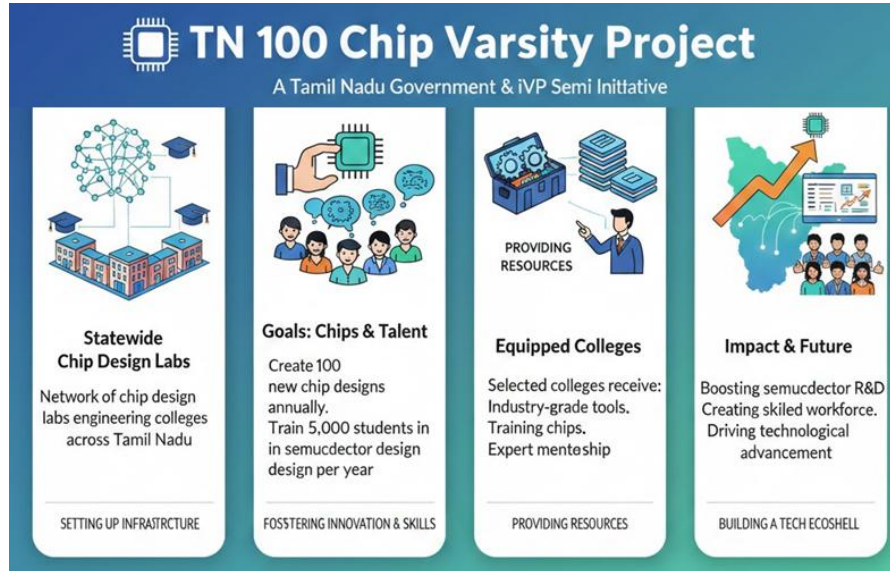 TN 100 Chip Varsity Project
A Tamil Nadu Government & iVP Semi Inittative
Statewide
Chip Design Labs
Network of chip design
labs engineering colleges
across Tamil Nadu
SETTING UP INFRAṠTRCTURE
Goals: Chips & Talent
Create 100
new chip designs
annually.
Train 5,000 students in
in semucdector design
design per year
FOSSTERING INNOVATION & SKILLS
PROVIDING
RESOURCES
Equipped Colleges
Selected colleges receive:
Industry-grade tools.
Training chips.
Expert menteship
PROVIDING RESOURCES
Impact & Future
Boosting semucdector R&D
Creating skiled workforce.
Driving technological
advancement
BUILDING A TECH ECOSHELL